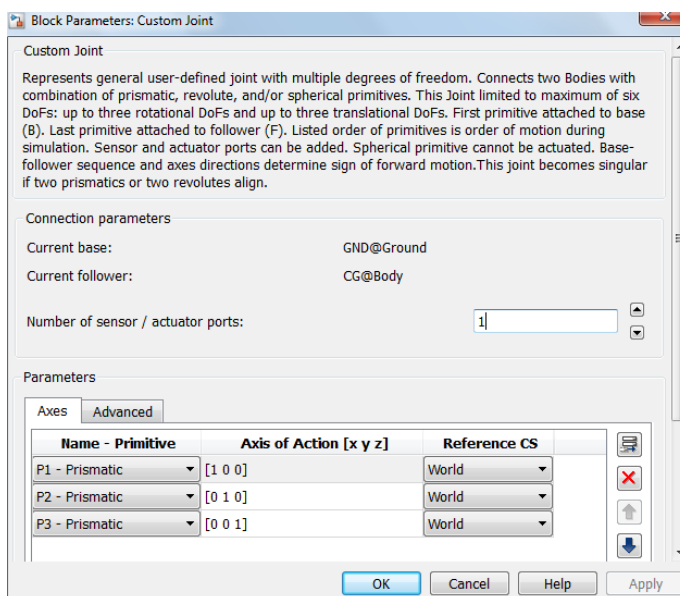 Block Parameters: Custom Joint
Custom Joint
Represents general user-defined joint with multiple degrees of freedom. Connects two Bodies with
combination of prismatic, revolute, and/or spherical primitives. This Joint limited to maximum of six
DoFs: up to three rotational DoFs and up to three translational DoFs. First primitive attached to base
(B). Last primitive attached to follower (F). Listed order of primitives is order of motion during
simulation. Sensor and actuator ports can be added. Spherical primitive cannot be actuated. Base-
follower sequence and axes directions determine sign of forward motion.This joint becomes singular
if two prismatics or two revolutes align.
Connection parameters
Current base: GND@Ground
Current follower: CG@Body
Number of sensor / actuator ports: 1
Parameters
Axes Advanced
Name - Primitive Axis of Action [x y z] Reference CS
P1 - Prismatic [1 0 0] World
P2 - Prismatic [0 1 0] World
P3 - Prismatic [0 0 1] World
OK Cancel Help Apply